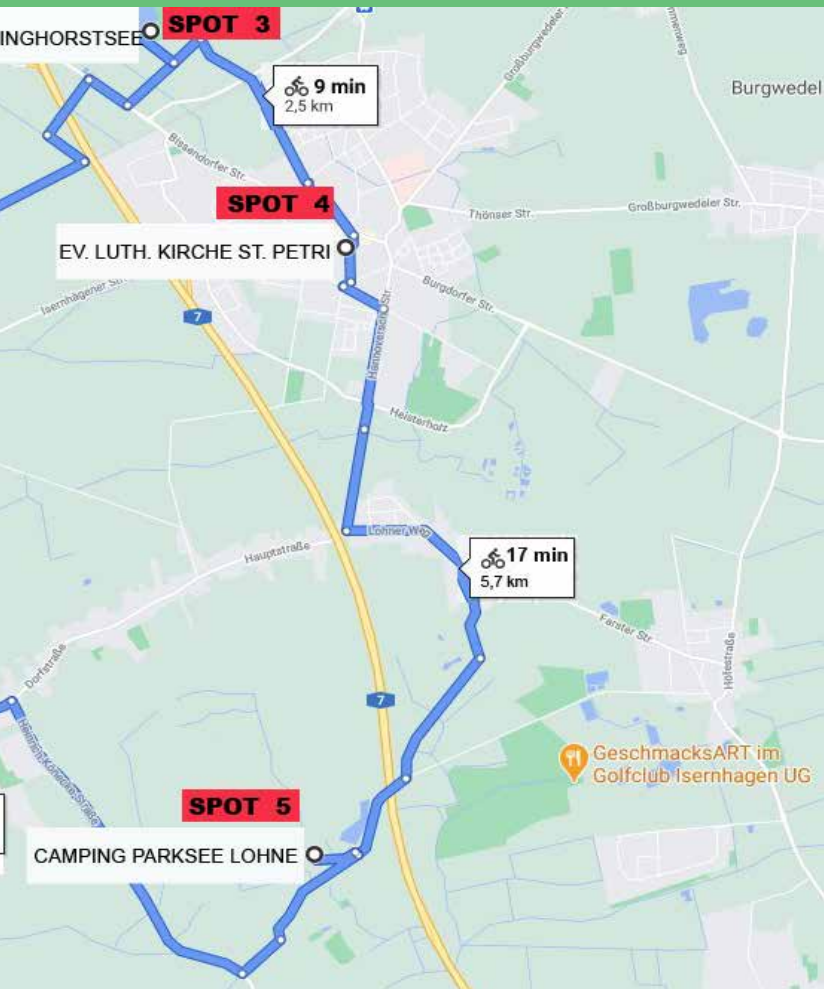 SPOT 3
INGHORSTSEE
9 min
2,5 km
Großburgwedeler
Burgwedel
Bissendorfer Str.
SPOT 4
Thönser Str.
Großburgwedeler Str.
EV. LUTH. KIRCHE ST. PETRI
Isernhägener Str
Burgdorfer Str.
7
Hannoversche Str
Heisterholz
Lohner Weg
Hauptstraße
17 min
5,7 km
Farster Str.
Dorfstraße
Höfestraße
7
GeschmacksART im
Golfclub Isernhagen UG
SPOT 5
CAMPING PARKSEE LOHNE